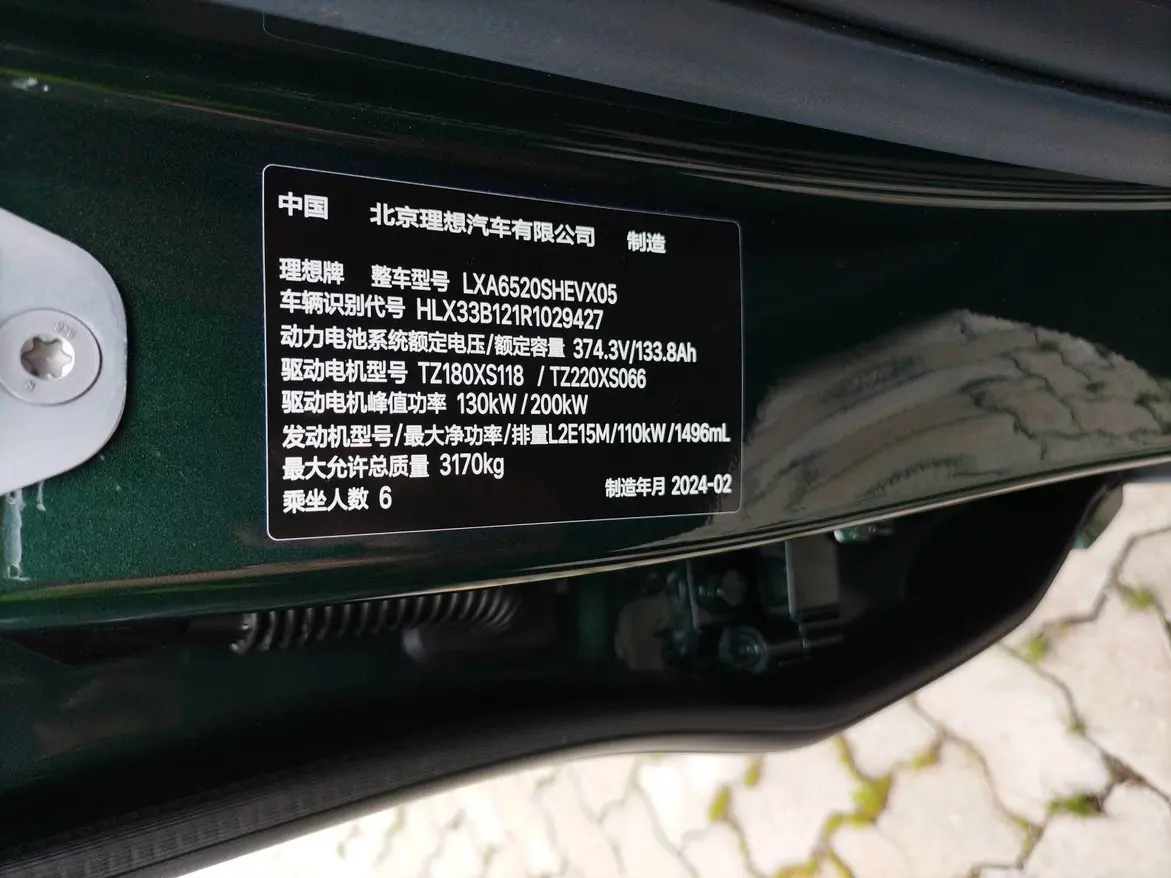 中国 北京理想汽车有限公司 制造
理想牌 整车型号 LXA6520SHEVX05
车辆识别代号 HLX33B121R1029427
动力电池系统额定电压/额定容量 374.3V/133.8Ah
驱动电机型号 TZ180XS118 / TZ220XS066
驱动电机峰值功率 130kW / 200kW
发动机型号/最大净功率/排量L2E15M/110kW/1496mL
最大允许总质量 3170kg
乘坐人数 6 制造年月 2024-02